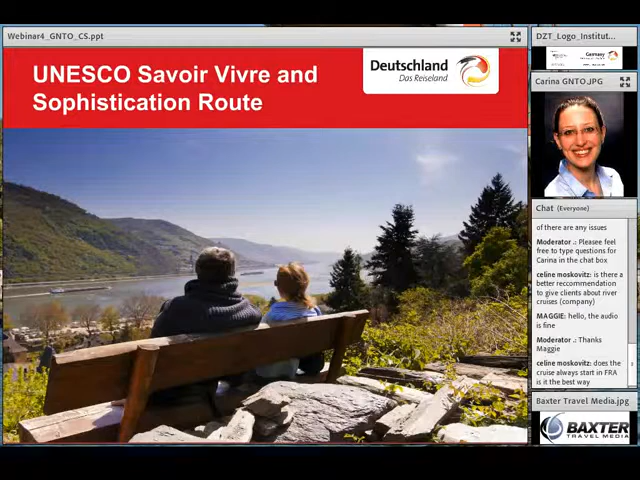 Webinar4_GNTO_CS.ppt
UNESCO Savoir Vivre and
Sophistication Route
Deutschland
Das Reiseland
DZT_Logo_Institut...
Germany
Carina GNTO.JPG
Chat (Everyone)
of there are any issues
Moderator .: Pleasee feel
free to type questions for
Carina in the chat box
celine moskovitz: is there a
better reccommendation
to give clients about river
cruises (company)
MAGGIE: hello, the audio
is fine
Moderator .: Thanks
Maggie
celine moskovitz: does the
cruise always start in FRA
is it the best way
Baxter Travel Media.jpg
BAXTER
TRAVEL MEDIA